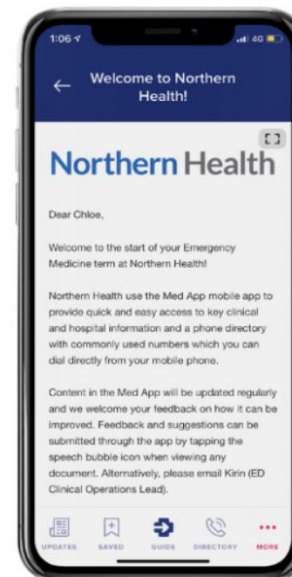 1:06
4G
Welcome to Northern
Health!
Northern Health
Dear Chloe,
Welcome to the start of your Emergency
Medicine term at Northern Health!
Northern Health use the Med App mobile app to
provide quick and easy access to key clinical
and hospital information and a phone directory
with commonly used numbers which you can
dial directly from your mobile phone.
Content in the Med App will be updated regularly
and we welcome your feedback on how it can be
improved. Feedback and suggestions can be
submitted through the app by tapping the
speech bubble icon when viewing any
document. Alternatively, please email Kirin (ED
Clinical Operations Lead).
UPDATES SAVED GUIDE DIRECTORY MORE